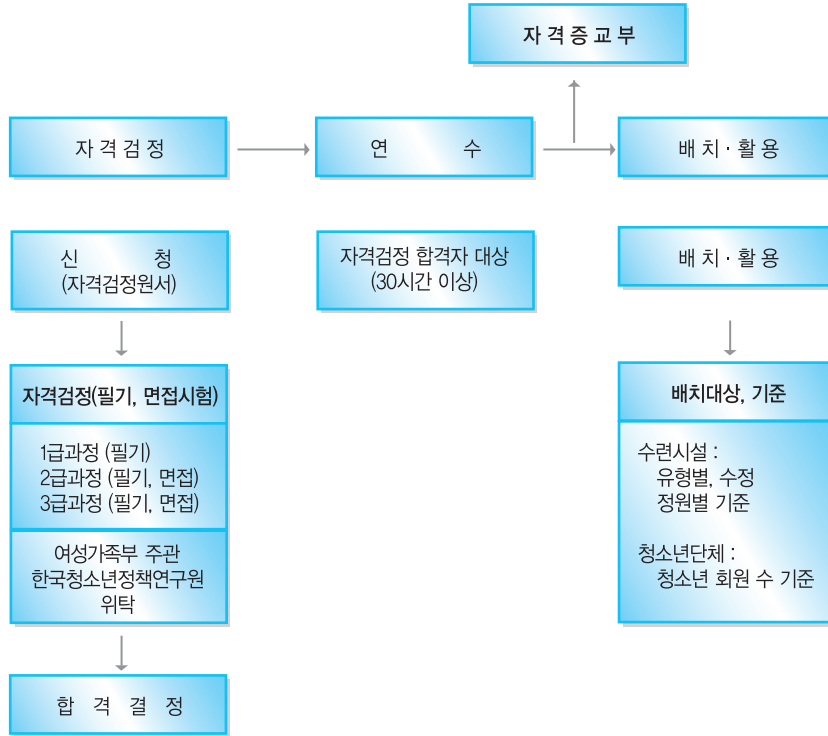 자격증교부
자격검정
연 수
배치·활용
신 청
(자격검정원서)
자격검정 합격자 대상
(30시간 이상)
배치·활용
자격검정(필기, 면접시험)
1급과정 (필기)
2급과정 (필기, 면접)
3급과정 (필기, 면접)
여성가족부 주관
한국청소년정책연구원
위탁
합 격 결 정
배치대상, 기준
수련시설 :
유형별, 수정
정원별 기준
청소년단체 :
청소년 회원 수 기준